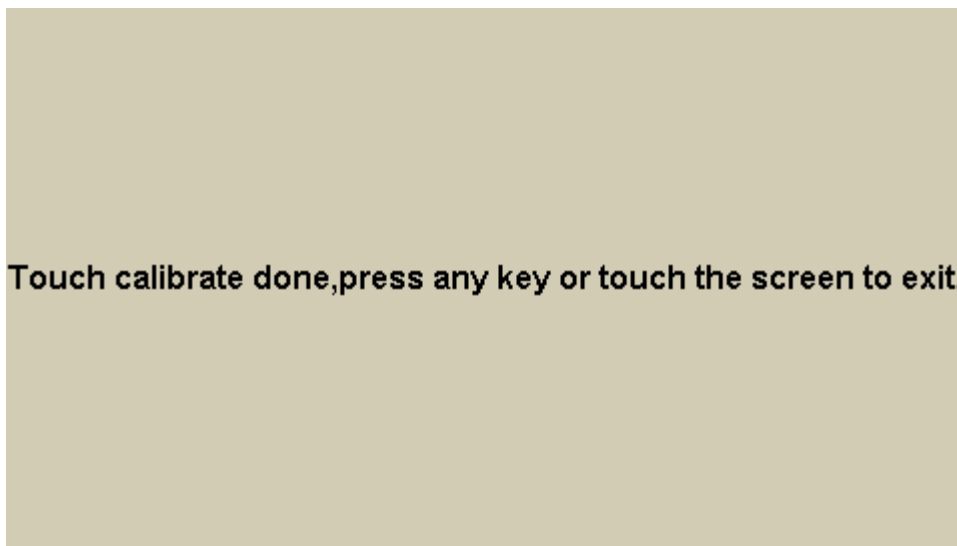 Touch calibrate done,press any key or touch the screen to exit